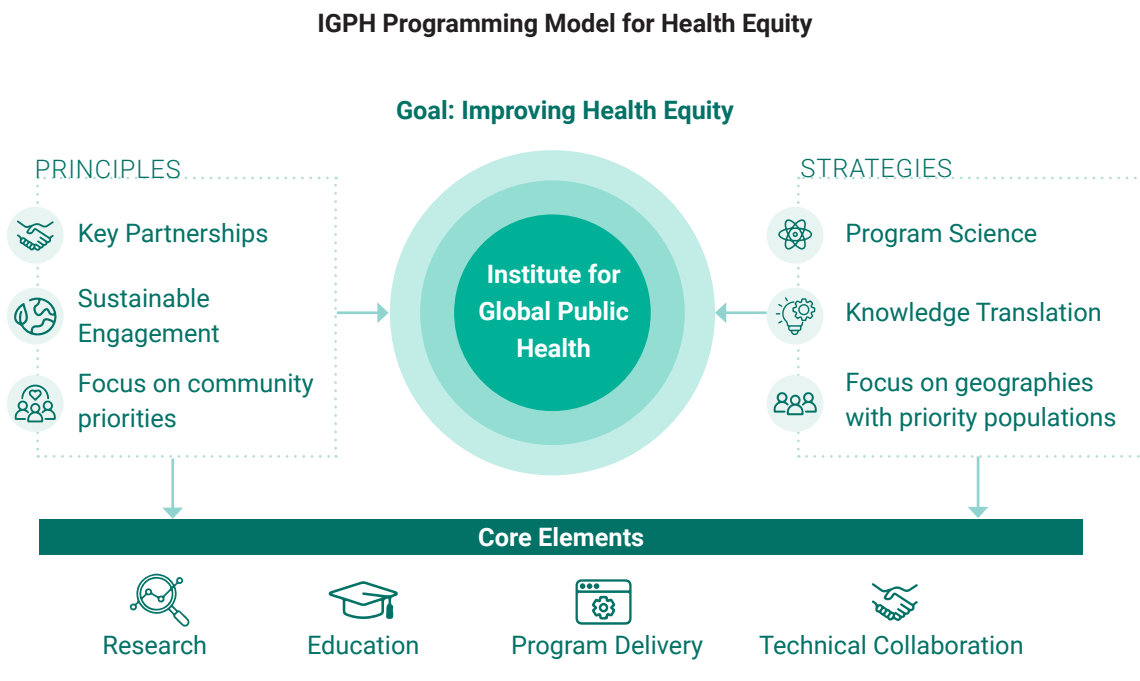 IGPH Programming Model for Health Equity
Goal: Improving Health Equity
PRINCIPLES
Key Partnerships
Sustainable
Engagement
Focus on community
priorities
Institute for
Global Public
Health
STRATEGIES
Program Science
Knowledge Translation
Focus on geographies
with priority populations
Core Elements
Research
Education
Program Delivery
Technical Collaboration